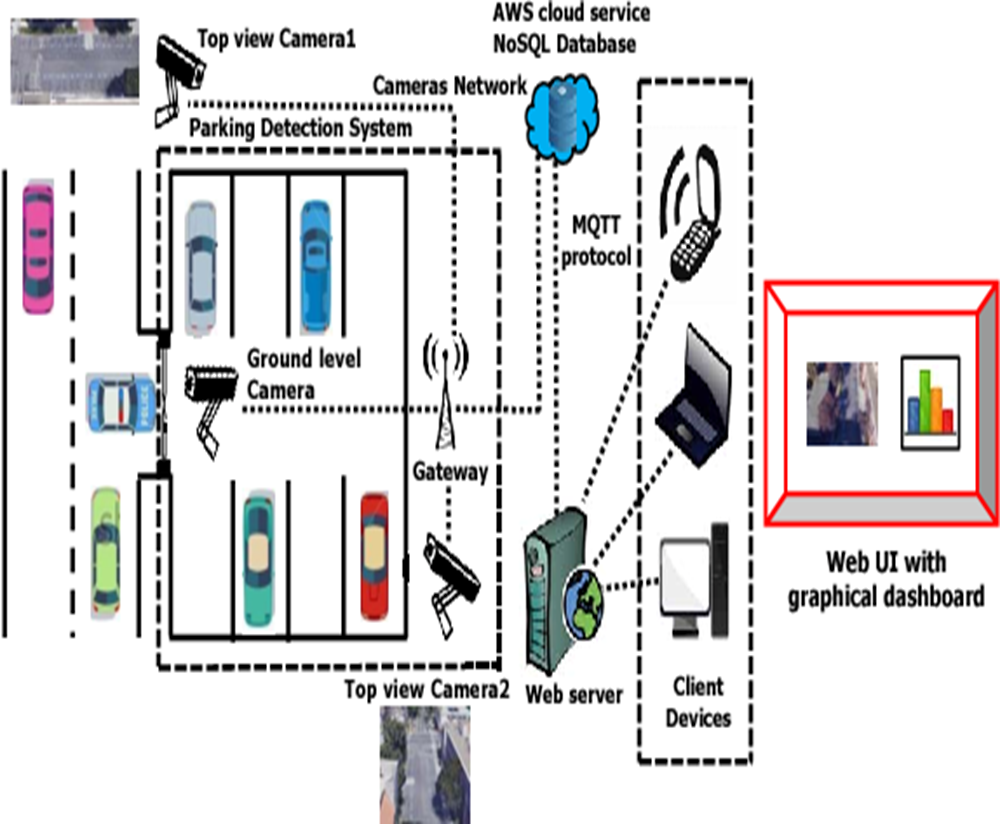 AWS cloud service
NoSQL Database
Top view Camera1
Cameras Network
Parking Detection System
MQTT
protocol
Ground level
Camera
POLICE
Gateway
Web UI with
graphical dashboard
Top view Camera2
Web server
Client
Devices